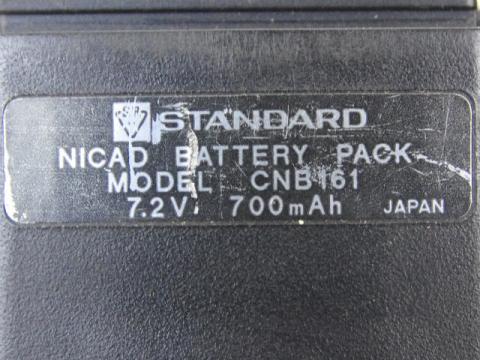 STANDARD
NICAD BATTERY PACK
MODEL CNB161
7.2V 700mAh JAPAN